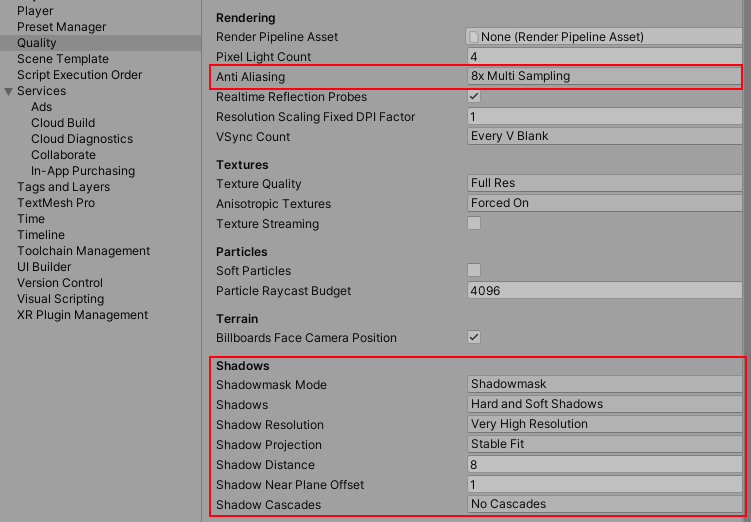 Player
Preset Manager
Quality
Scene Template
Script Execution Order
Services
Ads
Cloud Build
Cloud Diagnostics
Collaborate
In-App Purchasing
Tags and Layers
TextMesh Pro
Time
Timeline
Toolchain Management
UI Builder
Version Control
Visual Scripting
XR Plugin Management
Rendering
Render Pipeline Asset None (Render Pipeline Asset)
Pixel Light Count 4
Anti Aliasing 8x Multi Sampling
Realtime Reflection Probes
Resolution Scaling Fixed DPI Factor 1
VSync Count Every V Blank
Textures
Texture Quality Full Res
Anisotropic Textures Forced On
Texture Streaming
Particles
Soft Particles
Particle Raycast Budget 4096
Terrain
Billboards Face Camera Position
Shadows
Shadowmask Mode Shadowmask
Shadows Hard and Soft Shadows
Shadow Resolution Very High Resolution
Shadow Projection Stable Fit
Shadow Distance 8
Shadow Near Plane Offset 1
Shadow Cascades No Cascades